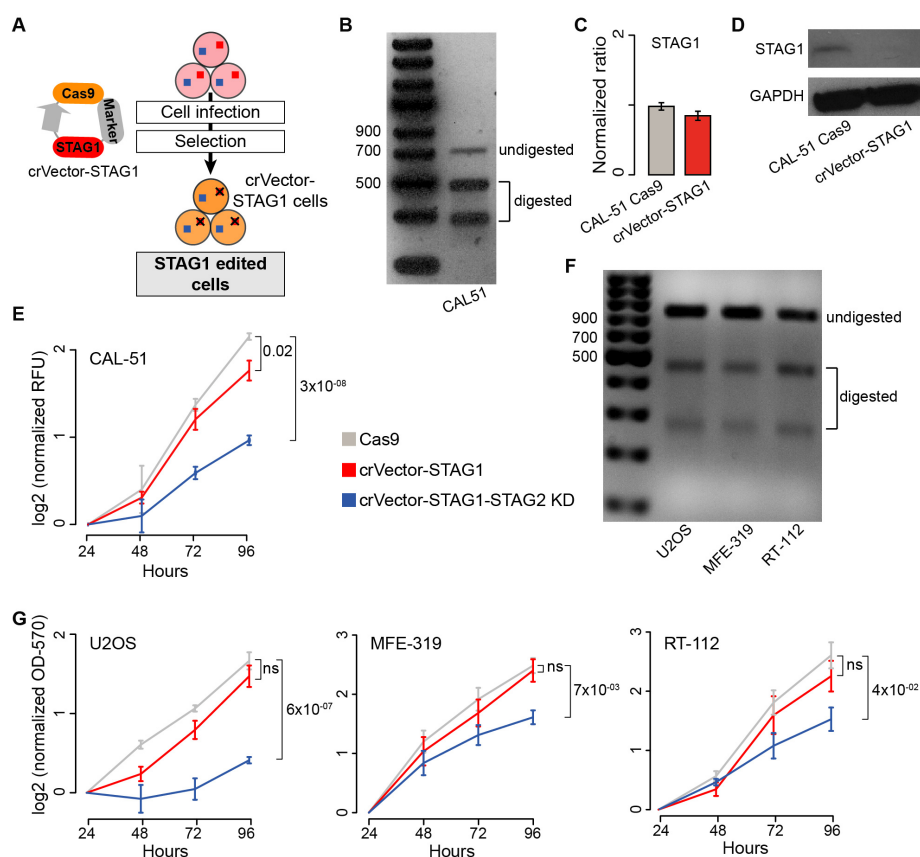 A
Cas9
Marker
STAG1
crVector-STAG1
Cell infection
Selection
crVector-
STAG1 cells
STAG1 edited
cells
B
900
700
500
undigested
digested
CAL51
C
STAG1
Normalized ratio
2
1
0
CAL-51 Cas9
crVector-STAG1
D
STAG1
GAPDH
CAL-51 Cas9
crVector-STAG1
E
CAL-51
log2 (normalized RFU)
2
1
0
0.02
3x10-08
24 48 72 96
Hours
Cas9
crVector-STAG1
crVector-STAG1-STAG2 KD
F
900
700
500
undigested
digested
U2OS
MFE-319
RT-112
G
U2OS
log2 (normalized OD-570)
2
1
0
ns
6x10-07
24 48 72 96
Hours
MFE-319
3
2
1
0
ns
7x10-03
24 48 72 96
Hours
RT-112
3
2
1
0
ns
4x10-02
24 48 72 96
Hours